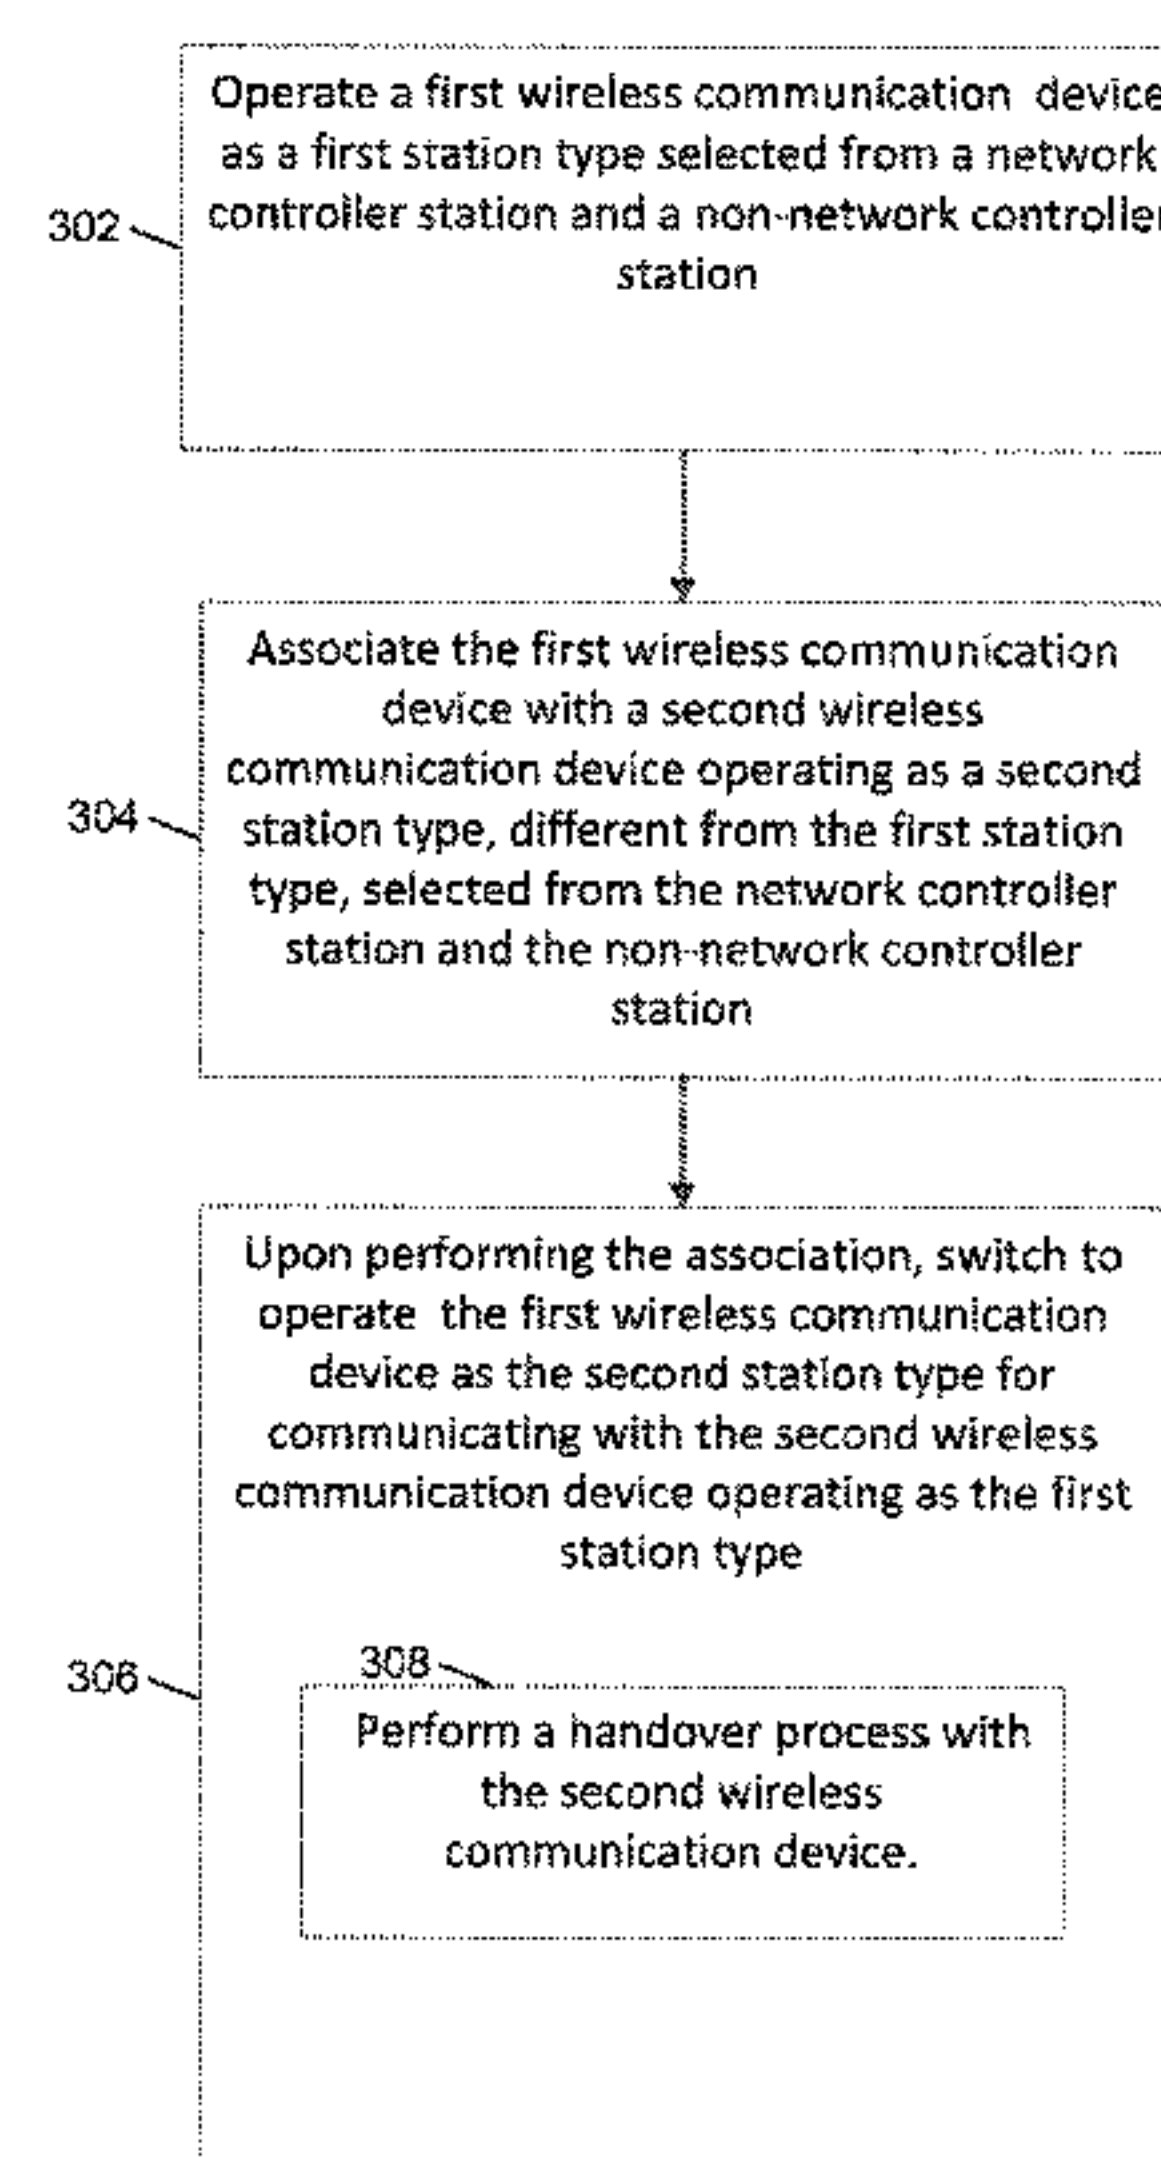 Operate a first wireless communication device
as a first station type selected from a network
controller station and a non-network controller
station
302
Associate the first wireless communication
device with a second wireless
communication device operating as a second
station type, different from the first station
type, selected from the network controller
station and the non-network controller
station
304
Upon performing the association, switch to
operate the first wireless communication
device as the second station type for
communicating with the second wireless
communication device operating as the first
station type
306
308
Perform a handover process with
the second wireless
communication device.